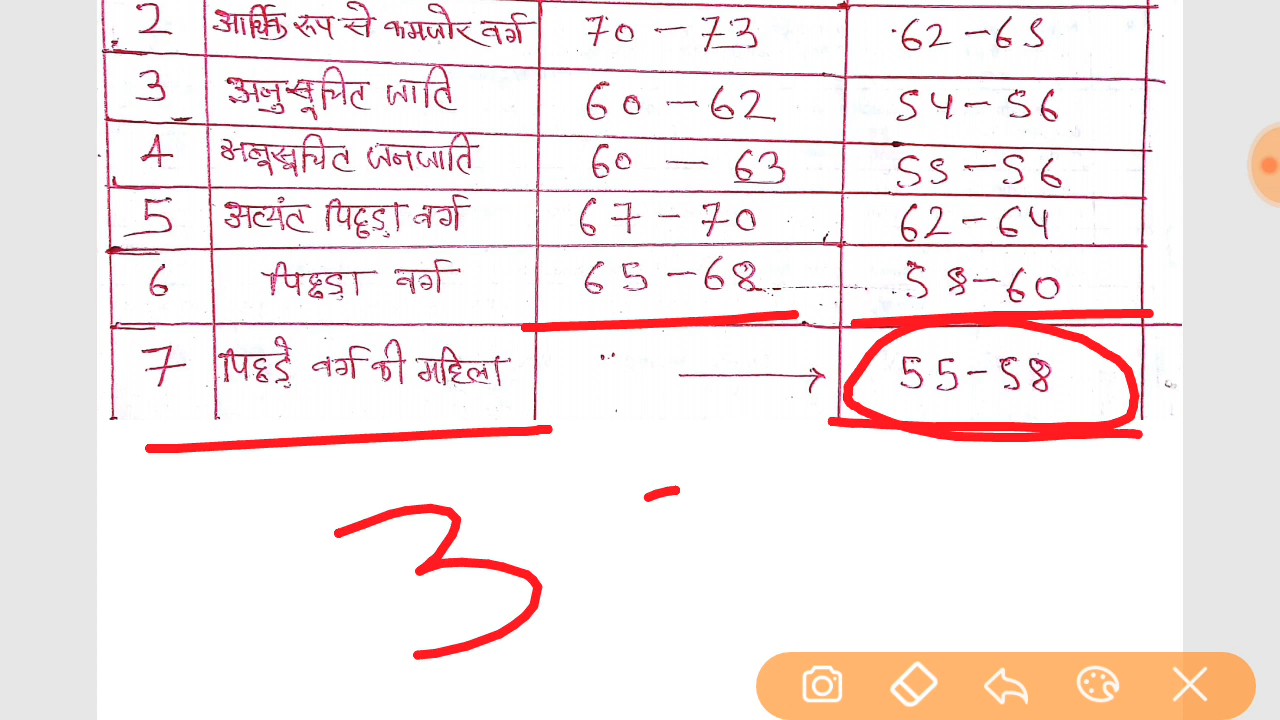 2 आर्थिक रूप से कमजोर वर्ग 70 - 73 62 - 65
3 अनुसूचित जाति 60 - 62 54 - 56
4 अनुसूचित जनजाति 60 - 63 55 - 56
5 अत्यंत पिछड़ा वर्ग 67 - 70 62 - 64
6 पिछड़ा वर्ग 65 - 68 58 - 60
7 पिछड़े वर्ग की महिला → 55 - 58
3 -